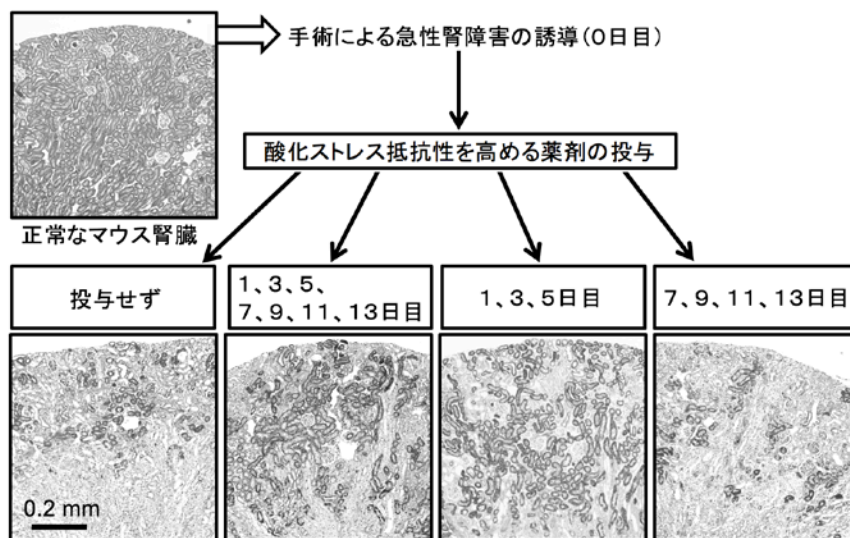 手術による急性腎障害の誘導(0日目)
酸化ストレス抵抗性を高める薬剤の投与
正常なマウス腎臓
投与せず
1、3、5、
7、9、11、13日目
1、3、5日目
7、9、11、13日目
0.2 mm